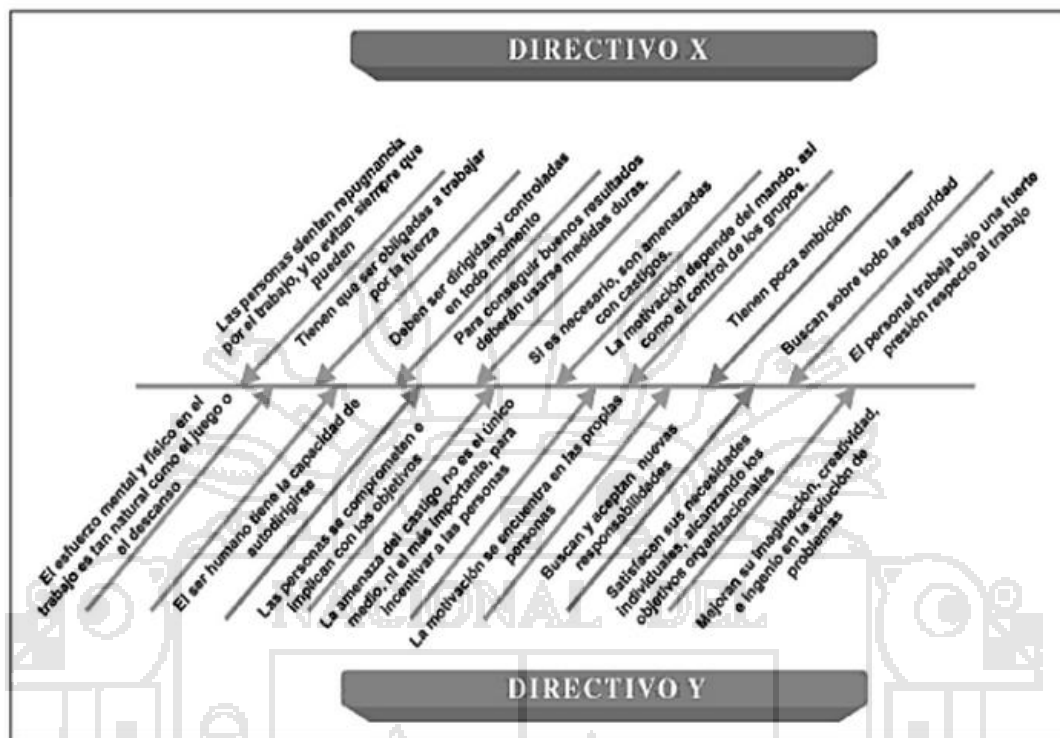 DIRECTIVO X
Las personas sienten repugnancia
por el trabajo, y lo evitan siempre que
pueden
Tienen que ser obligadas a trabajar
por la fuerza
Deben ser dirigidas y controladas
en todo momento
Para conseguir buenos resultados
deberán usarse medidas duras.
Si es necesario, son amenazadas
con castigos.
La motivación depende del mando, así
como el control de los grupos.
Tienen poca ambición
Buscan sobre todo la seguridad
El personal trabaja bajo una fuerte
presión respecto al trabajo
El esfuerzo mental y físico en el
trabajo es tan natural como el juego o
el descanso
El ser humano tiene la capacidad de
autodirigirse
Las personas se comprometen e
implican con los objetivos
La amenaza del castigo no es el único
medio, ni el más importante, para
incentivar a las personas
La motivación se encuentra en las propias
personas
Buscan y aceptan nuevas
responsabilidades
Satisfacen sus necesidades
individuales, alcanzando los
objetivos organizacionales
Mejoran su imaginación, creatividad,
e ingenio en la solución de
problemas
NACIONAL DEL
DIRECTIVO Y